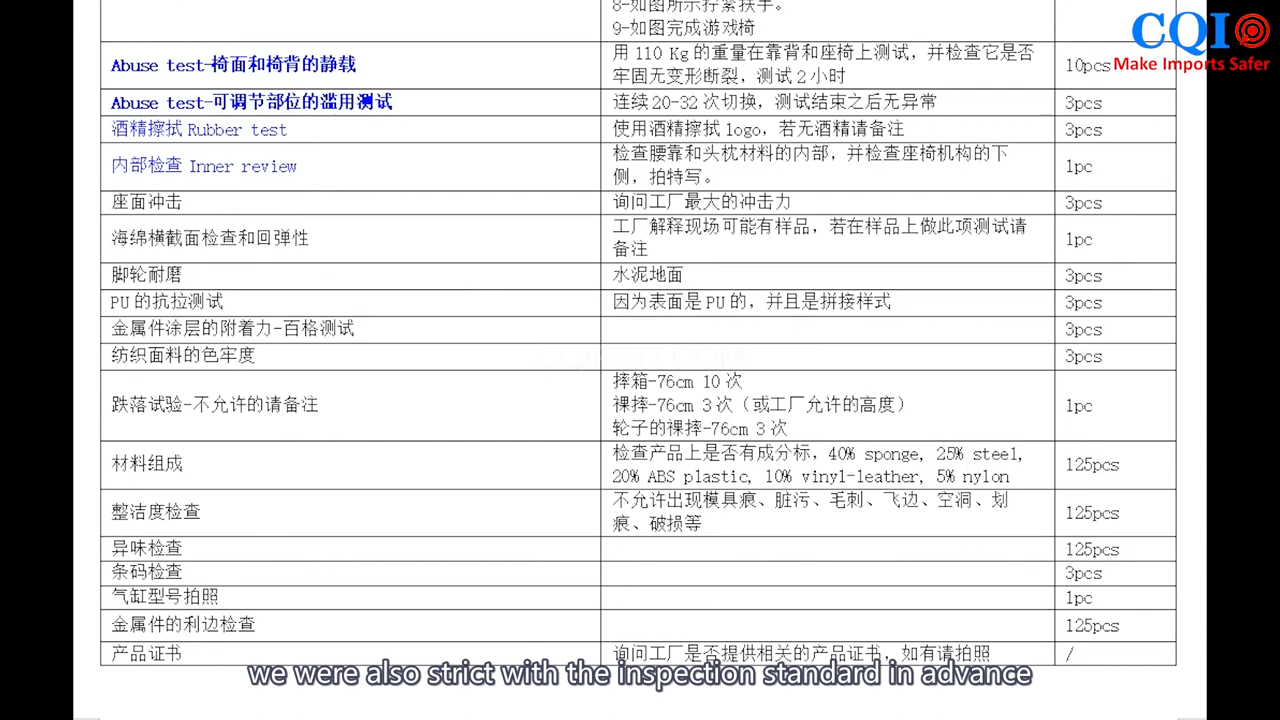 8-如图所示拧紧扶手。
9-如图完成游戏椅
CQI
Make Imports Safer
Abuse test-椅面和椅背的静载
用 110 Kg 的重量在靠背和座椅上测试，并检查它是否
牢固无变形断裂，测试 2 小时
10pcs
Abuse test-可调节部位的滥用测试
连续 20-32 次切换，测试结束之后无异常
3pcs
酒精擦拭 Rubber test
使用酒精擦拭 logo，若无酒精请备注
3pcs
内部检查 Inner review
检查腰靠和头枕材料的内部，并检查座椅机构的下
侧，拍特写。
1pc
座面冲击
询问工厂最大的冲击力
3pcs
海绵横截面检查和回弹性
工厂解释现场可能有样品，若在样品上做此项测试请
备注
1pc
脚轮耐磨
水泥地面
3pcs
PU 的抗拉测试
因为表面是 PU 的，并且是拼接样式
3pcs
金属件涂层的附着力-百格测试
3pcs
纺织面料的色牢度
3pcs
跌落试验-不允许的请备注
摔箱-76cm 10 次
裸摔-76cm 3 次（或工厂允许的高度）
轮子的裸摔-76cm 3 次
1pc
材料组成
检查产品上是否有成分标，40% sponge, 25% steel,
20% ABS plastic, 10% vinyl-leather, 5% nylon
125pcs
整洁度检查
不允许出现模具痕、脏污、毛刺、飞边、空洞、划
痕、破损等
125pcs
异味检查
125pcs
条码检查
3pcs
气缸型号拍照
1pc
金属件的利边检查
125pcs
产品证书
询问工厂是否提供相关的产品证书，如有请拍照
/
we were also strict with the inspection standard in advance